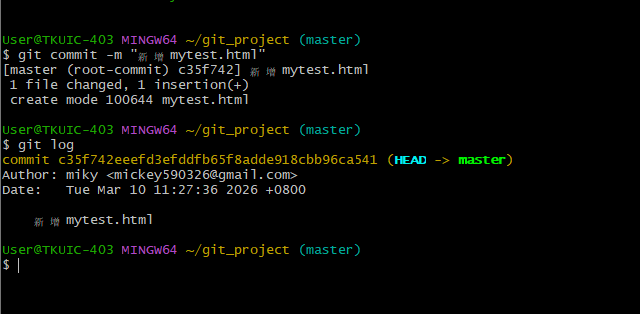 User@TKUIC-403 MINGW64 ~/git_project (master)
$ git commit -m "新增 mytest.html"
[master (root-commit) c35f742] 新增 mytest.html
 1 file changed, 1 insertion(+)
 create mode 100644 mytest.html
User@TKUIC-403 MINGW64 ~/git_project (master)
$ git log
commit c35f742eeefd3efddfb65f8adde918cbb96ca541 (HEAD -> master)
Author: miky <mickey590326@gmail.com>
Date:   Tue Mar 10 11:27:36 2026 +0800
    新增 mytest.html
User@TKUIC-403 MINGW64 ~/git_project (master)
$